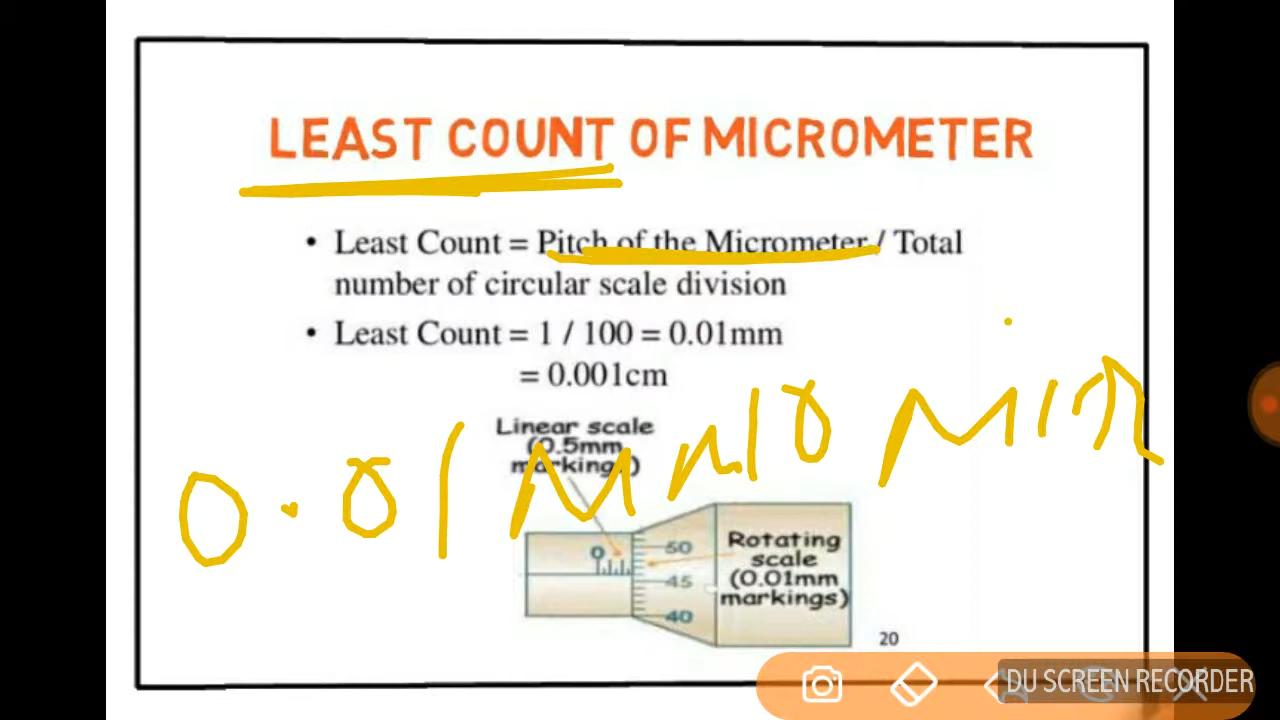 LEAST COUNT OF MICROMETER
• Least Count = Pitch of the Micrometer / Total
number of circular scale division
• Least Count = 1 / 100 = 0.01mm
= 0.001cm
Linear scale
(0.5mm
markings)
0.01 MM 10 MI
0
50
45
40
Rotating
scale
(0.01mm
markings)
20
DU SCREEN RECORDER